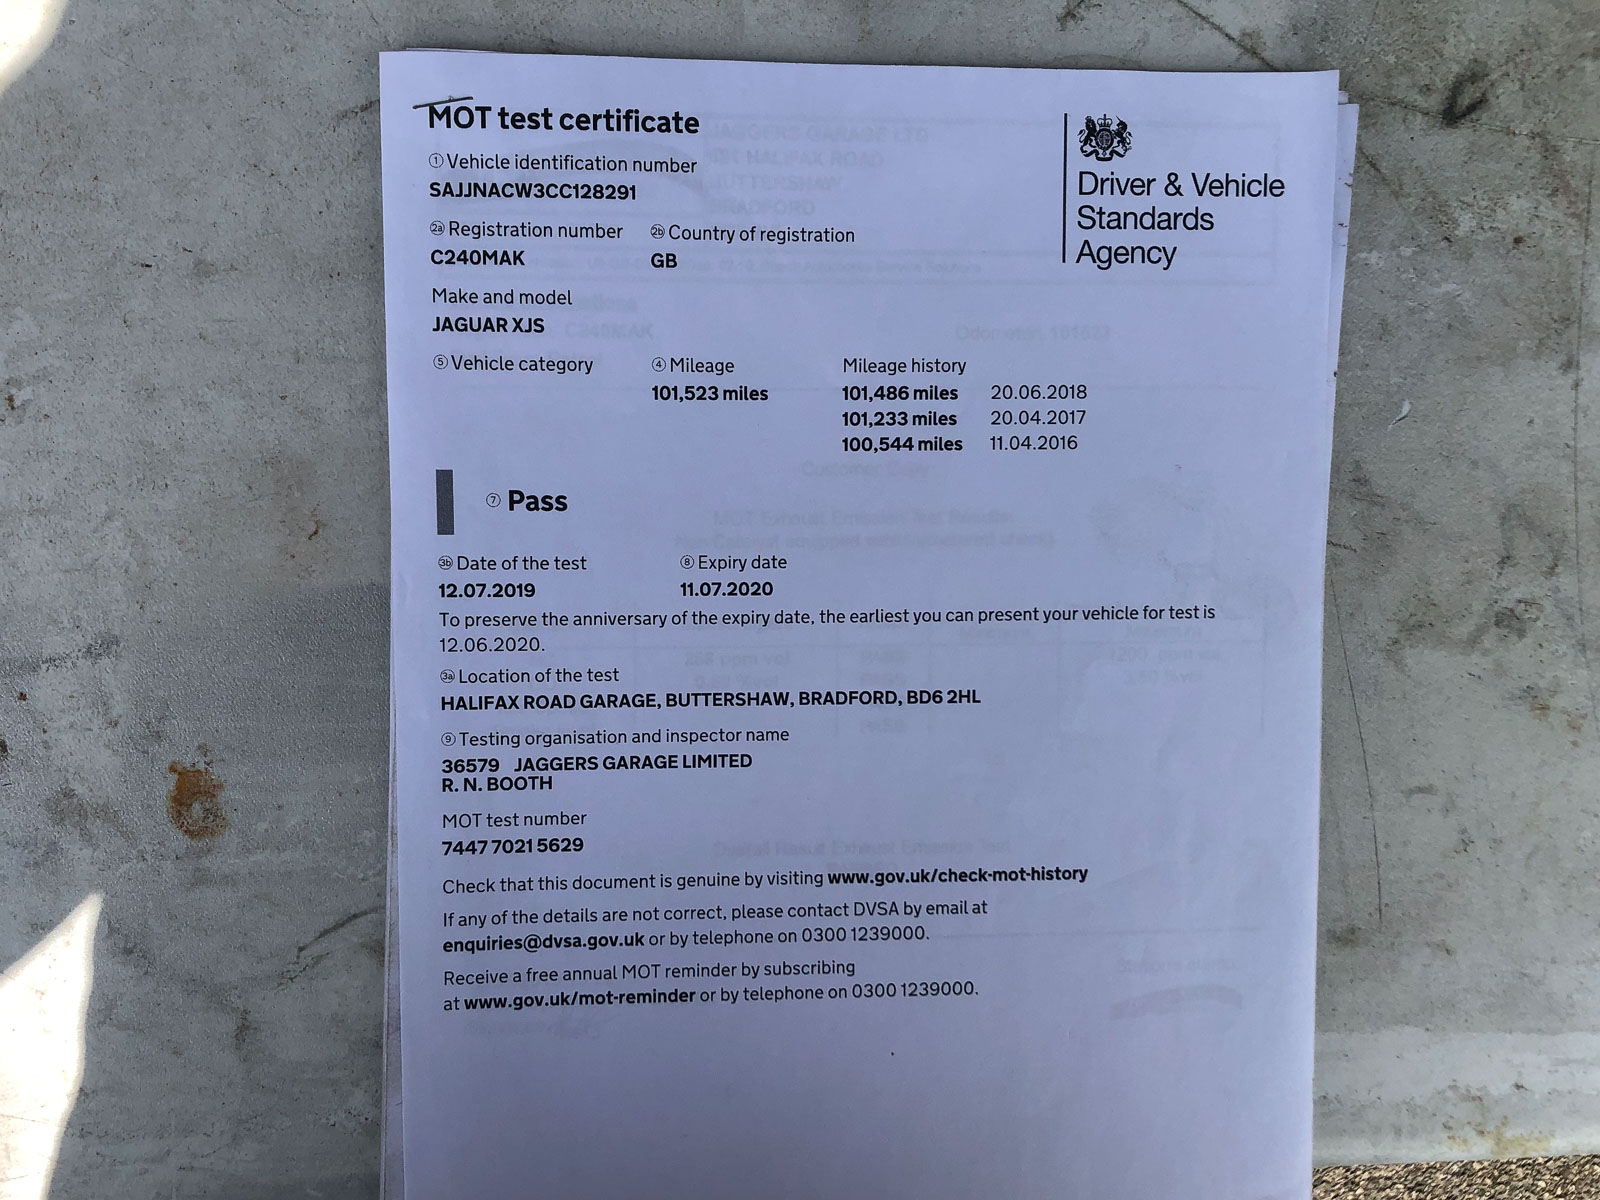 MOT test certificate
1 Vehicle identification number
SAJJNACW3CC128291
2a Registration number 2b Country of registration
C240MAK GB
Make and model
JAGUAR XJS
5 Vehicle category 4 Mileage Mileage history
101,523 miles 101,486 miles 20.06.2018
101,233 miles 20.04.2017
100,544 miles 11.04.2016
7 Pass
3b Date of the test 8 Expiry date
12.07.2019 11.07.2020
To preserve the anniversary of the expiry date, the earliest you can present your vehicle for test is
12.06.2020.
3a Location of the test
HALIFAX ROAD GARAGE, BUTTERSHAW, BRADFORD, BD6 2HL
9 Testing organisation and inspector name
36579 JAGGERS GARAGE LIMITED
R. N. BOOTH
MOT test number
7447 7021 5629
Check that this document is genuine by visiting www.gov.uk/check-mot-history
If any of the details are not correct, please contact DVSA by email at
enquiries@dvsa.gov.uk or by telephone on 0300 1239000.
Receive a free annual MOT reminder by subscribing
at www.gov.uk/mot-reminder or by telephone on 0300 1239000.
Driver & Vehicle
Standards
Agency